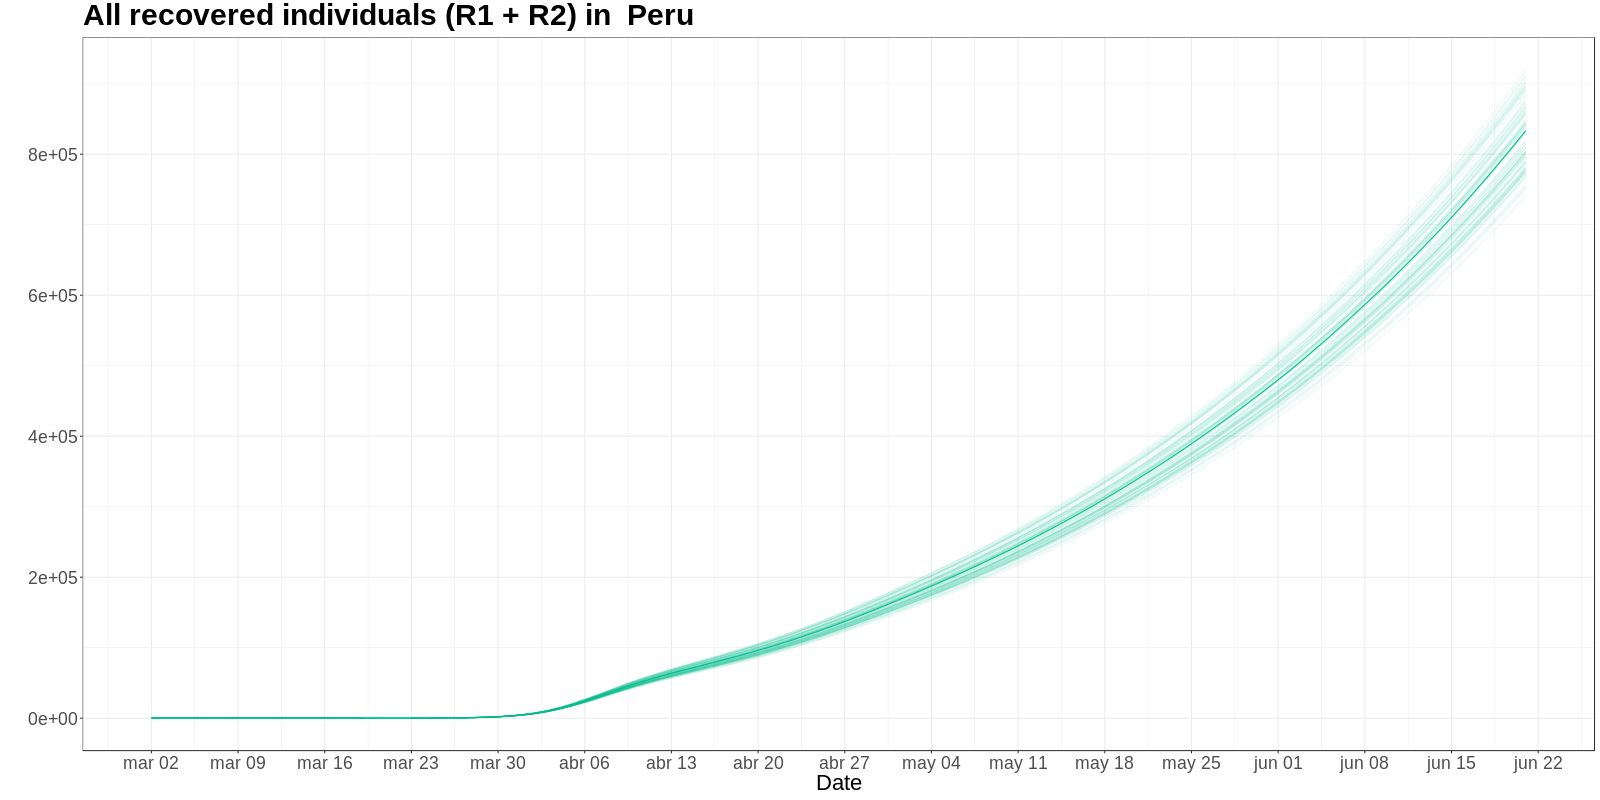 All recovered individuals (R1 + R2) in  Peru
8e+05
6e+05
4e+05
2e+05
0e+00
mar 02 mar 09 mar 16 mar 23 mar 30 abr 06 abr 13 abr 20 abr 27 may 04 may 11 may 18 may 25 jun 01 jun 08 jun 15 jun 22
Date